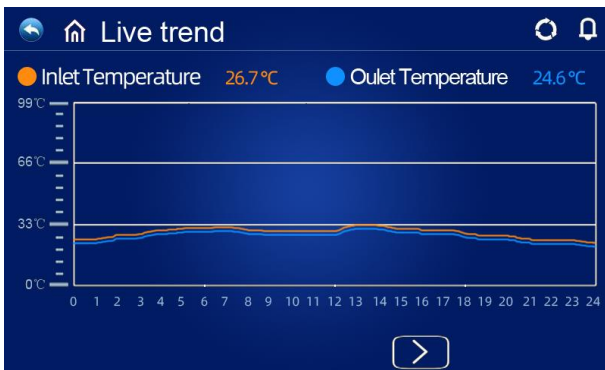 Live trend
Inlet Temperature 26.7℃ Oulet Temperature 24.6℃
99℃
66℃
33℃
0℃
0 1 2 3 4 5 6 7 8 9 10 11 12 13 14 15 16 17 18 19 20 21 22 23 24